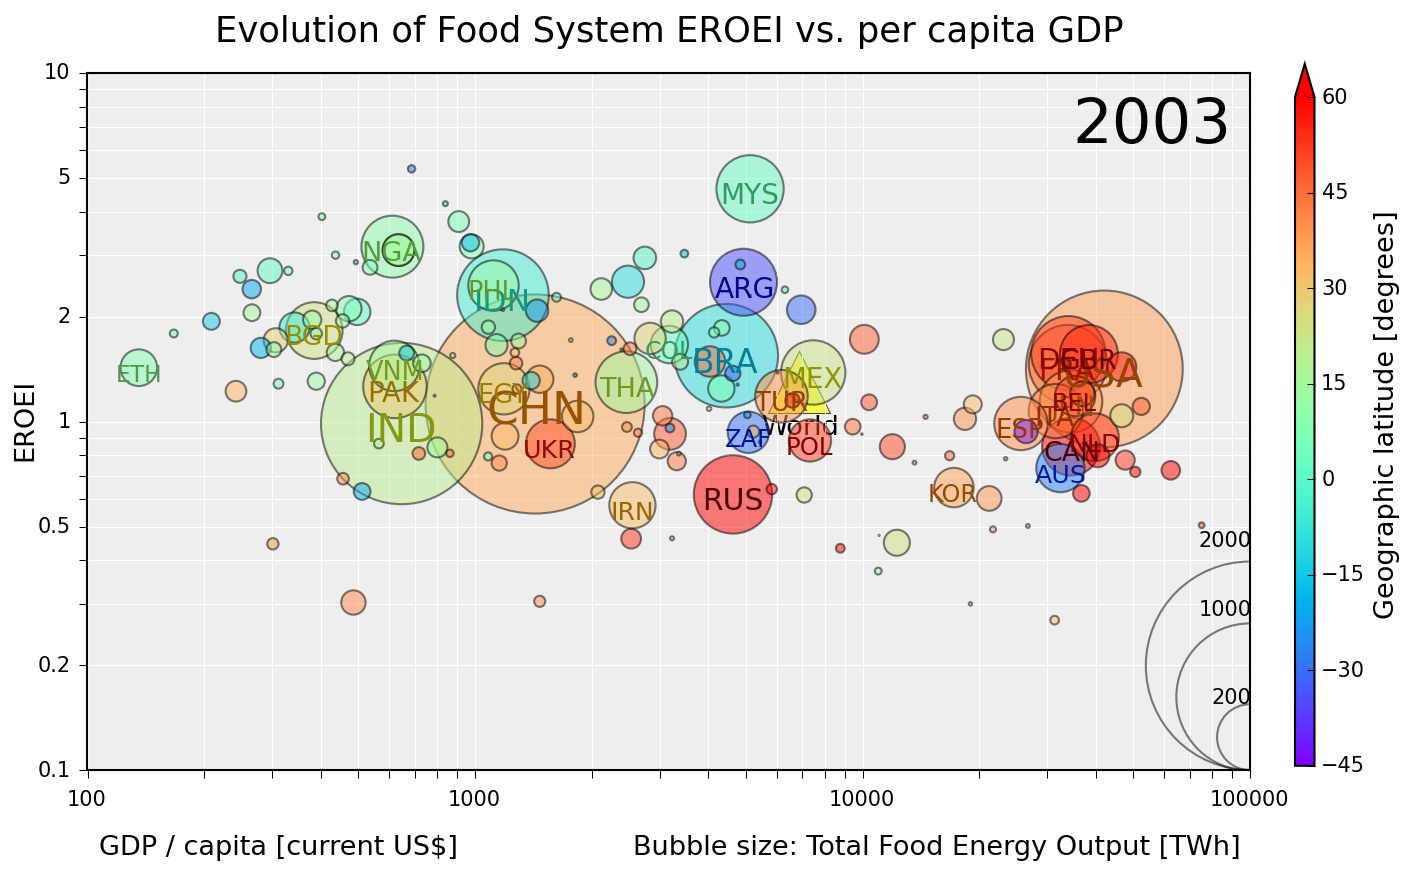 Evolution of Food System EROEI vs. per capita GDP
2003
10
5
2
1
0.5
0.2
0.1
EROEI
MYS
NGA
PHL
IDN
ARG
BGD
ETH
VNM
PAK
IND
EGY
CHN
UKR
THA
BRA
MEX
TUR
World
ZAF
POL
RUS
IRN
USA
GBR
BEL
ITA
ESP
CAN
NLD
AUS
KOR
2000
1000
200
100
1000
10000
100000
GDP / capita [current US$]
Bubble size: Total Food Energy Output [TWh]
60
45
30
15
0
−15
−30
−45
Geographic latitude [degrees]